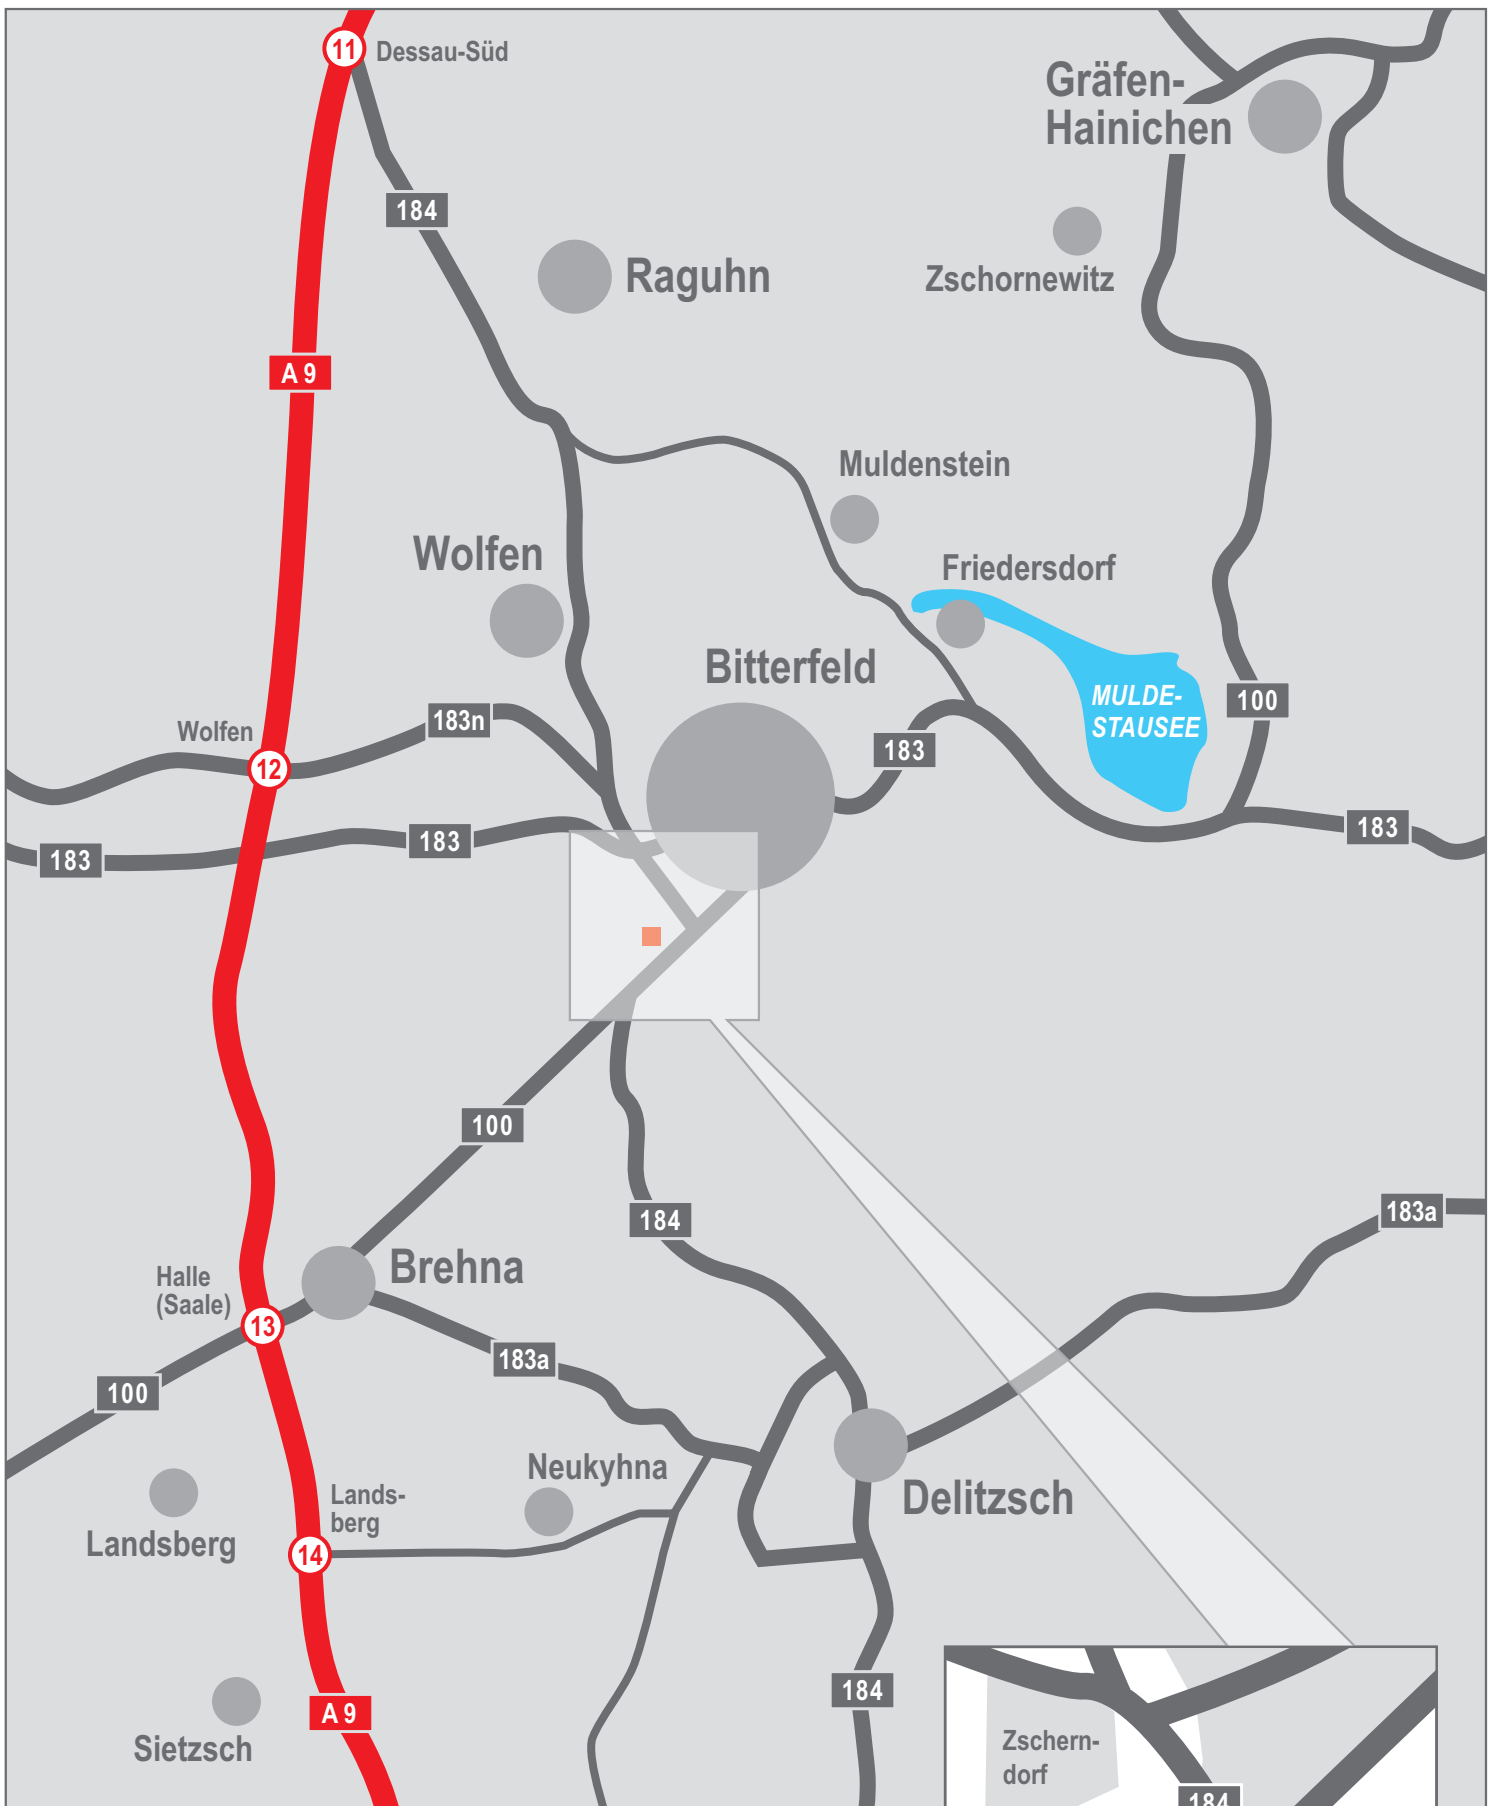 11
Dessau-Süd
Gräfen-
Hainichen
184
Raguhn
Zschornewitz
A 9
Muldenstein
Wolfen
Friedersdorf
Bitterfeld
MULDE-
STAUSEE
100
183n
Wolfen
12
183
183
183
183
100
184
183a
Brehna
Halle
(Saale)
13
183a
100
Neukyhna
Delitzsch
Lands-
berg
Landsberg
14
184
A 9
Sietzsch
Zschern-
dorf
184